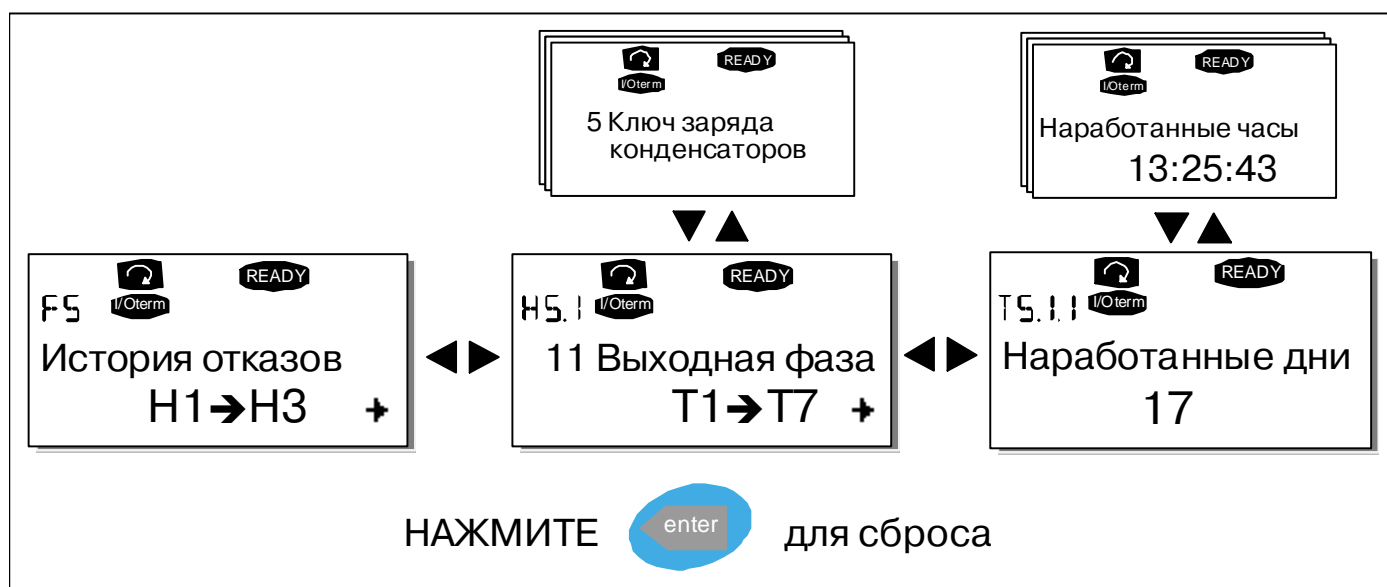 READY
I/Oterm
5 Ключ заряда
конденсаторов
READY
I/Oterm
Наработанные часы
13:25:43
READY
F5 I/Oterm
История отказов
H1→H3
READY
H5.1 I/Oterm
11 Выходная фаза
T1→T7
READY
T5.1.1 I/Oterm
Наработанные дни
17
НАЖМИТЕ enter для сброса